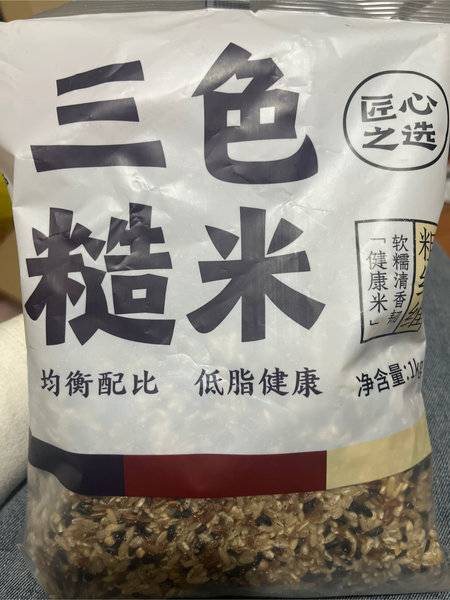 三色
糙米
匠心
之选
软糯清香
「健康米」
均衡配比 低脂健康
净含量:1kg